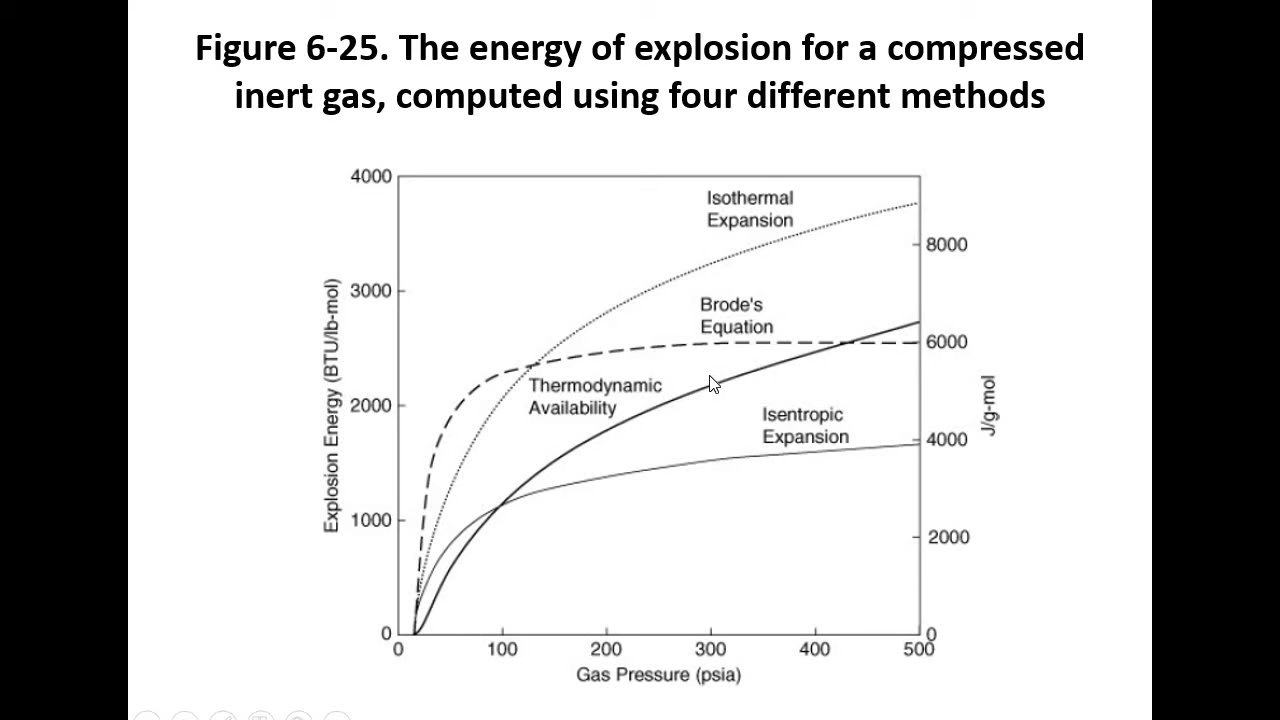 Figure 6-25. The energy of explosion for a compressed
inert gas, computed using four different methods
4000
3000
2000
1000
0
Explosion Energy (BTU/lb-mol)
Isothermal
Expansion
Brode's
Equation
Thermodynamic
Availability
Isentropic
Expansion
8000
6000
4000
2000
0
J/g-mol
0
100
200
300
400
500
Gas Pressure (psia)